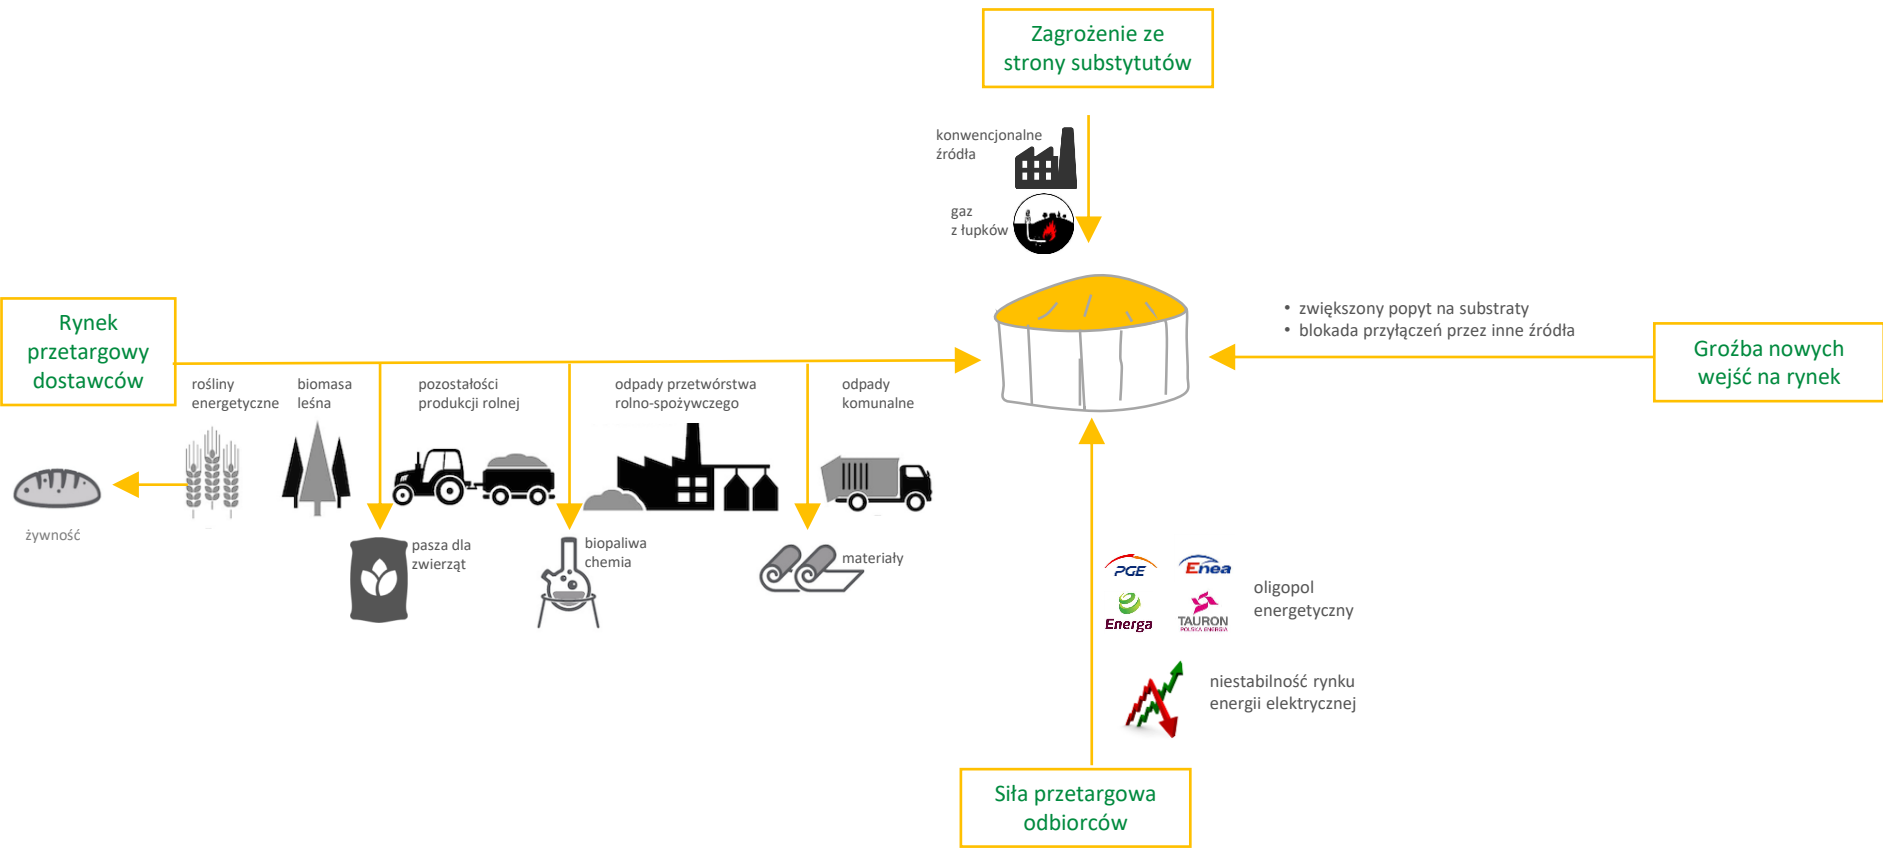 Zagrożenie ze
strony substytutów
konwencjonalne
źródła
gaz
z łupków
Rynek
przetargowy
dostawców
• zwiększony popyt na substraty
• blokada przyłączeń przez inne źródła
Groźba nowych
wejść na rynek
rośliny
energetyczne
biomasa
leśna
pozostałości
produkcji rolnej
odpady przetwórstwa
rolno-spożywczego
odpady
komunalne
żywność
pasza dla
zwierząt
biopaliwa
chemia
materiały
PGE
Enea
Energa
TAURON
POLSKA ENERGIA
oligopol
energetyczny
niestabilność rynku
energii elektrycznej
Siła przetargowa
odbiorców